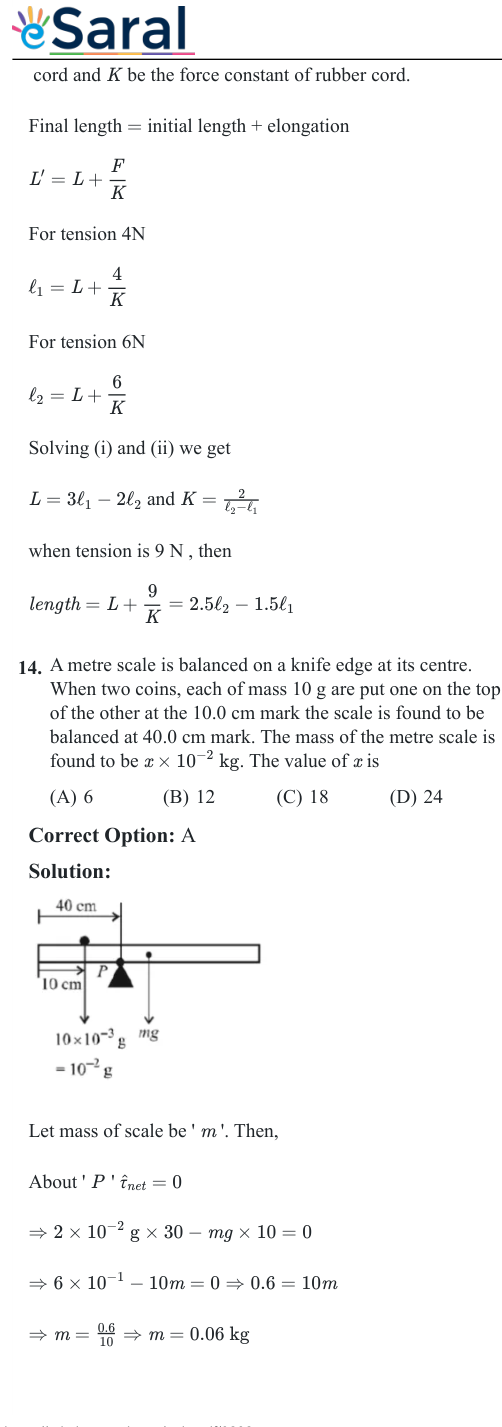 eSaral
cord and K be the force constant of rubber cord.
Final length = initial length + elongation
L′ = L + F/K
For tension 4N
ℓ₁ = L + 4/K
For tension 6N
ℓ₂ = L + 6/K
Solving (i) and (ii) we get
L = 3ℓ₁ − 2ℓ₂ and K = 2/(ℓ₂−ℓ₁)
when tension is 9 N , then
length = L + 9/K = 2.5ℓ₂ − 1.5ℓ₁
14. A metre scale is balanced on a knife edge at its centre.
When two coins, each of mass 10 g are put one on the top
of the other at the 10.0 cm mark the scale is found to be
balanced at 40.0 cm mark. The mass of the metre scale is
found to be x × 10⁻² kg. The value of x is
(A) 6 (B) 12 (C) 18 (D) 24
Correct Option: A
Solution:
40 cm
P
10 cm
10×10⁻³ g mg
= 10⁻² g
Let mass of scale be ' m '. Then,
About ' P ' τ̂ₙₑₜ = 0
⇒ 2 × 10⁻² g × 30 − mg × 10 = 0
⇒ 6 × 10⁻¹ − 10m = 0 ⇒ 0.6 = 10m
⇒ m = 0.6/10 ⇒ m = 0.06 kg